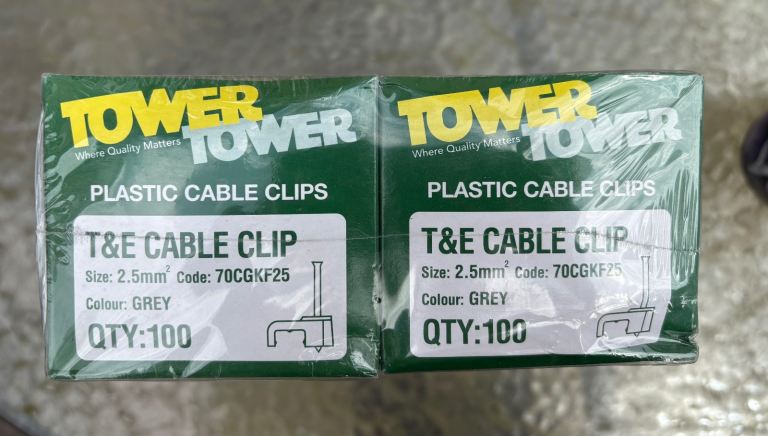 TOWER
TOWER
Where Quality Matters
PLASTIC CABLE CLIPS
T&E CABLE CLIP
Size: 2.5mm² Code: 70CGKF25
Colour: GREY
QTY:100
TOWER
TOWER
Where Quality Matters
PLASTIC CABLE CLIPS
T&E CABLE CLIP
Size: 2.5mm² Code: 70CGKF25
Colour: GREY
QTY:100